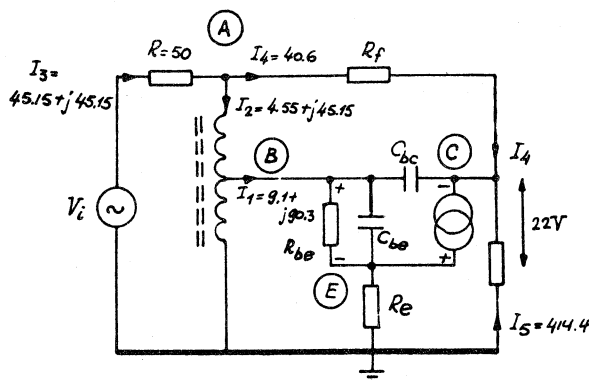 A
R=50
I4=40.6
Rf
I3=
45.15+j45.15
I2=4.55+j45.15
B
Cbc
C
I4
I1=9.1+
j90.3
+
-
Vi
~
Rbe
Cbe
22V
-
+
E
Re
I5=414.4